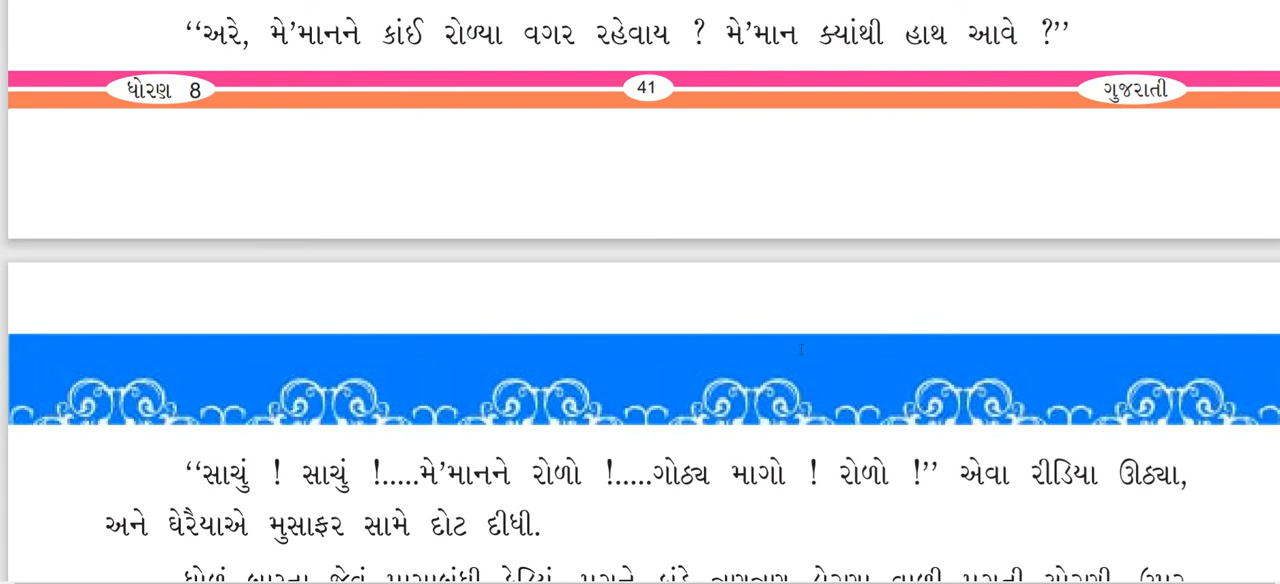 “અરે, મે’માનને કાંઈ રોળ્યા વગર રહેવાય ? મે’માન ક્યાંથી હાથ આવે ?”
ધોરણ 8 41 ગુજરાતી
“સાચું ! સાચું !.....મે’માનને રોળો !.....ગોઠ્ય માગો ! રોળો !” એવા રીડિયા ઊઠ્યા,
અને ઘેરૈયાએ મુસાફર સામે દોટ દીધી.